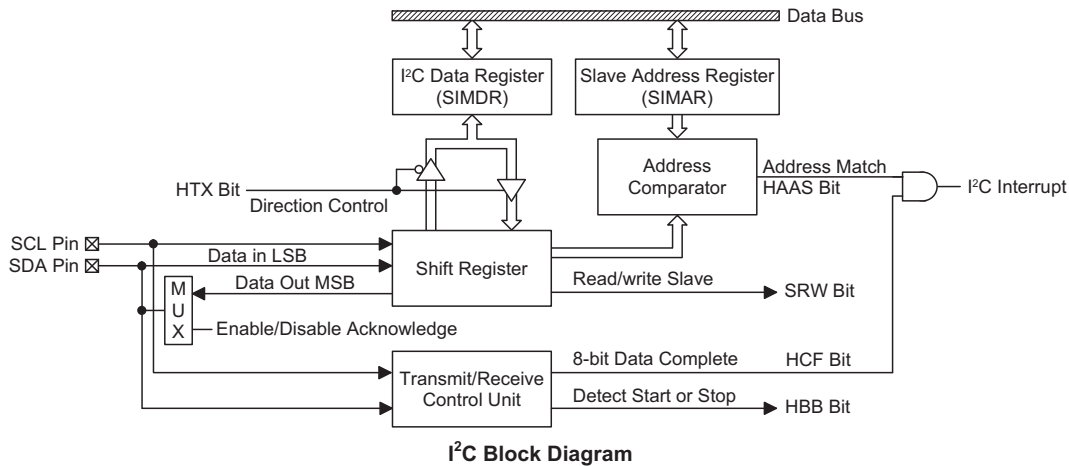 Data Bus
I²C Data Register
(SIMDR)
Slave Address Register
(SIMAR)
Address
Comparator
Address Match
HAAS Bit
I²C Interrupt
HTX Bit
Direction Control
SCL Pin
SDA Pin
Data in LSB
Data Out MSB
Shift Register
Read/write Slave
SRW Bit
M
U
X
Enable/Disable Acknowledge
Transmit/Receive
Control Unit
8-bit Data Complete
HCF Bit
Detect Start or Stop
HBB Bit
I²C Block Diagram